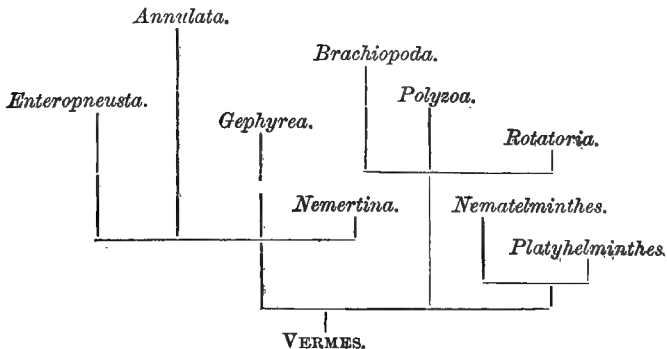 Annulata.
Brachiopoda.
Enteropneusta.
Polyzoa.
Gephyrea.
Rotatoria.
Nemertina.
Nematelminthes.
Platyhelminthes.
VERMES.